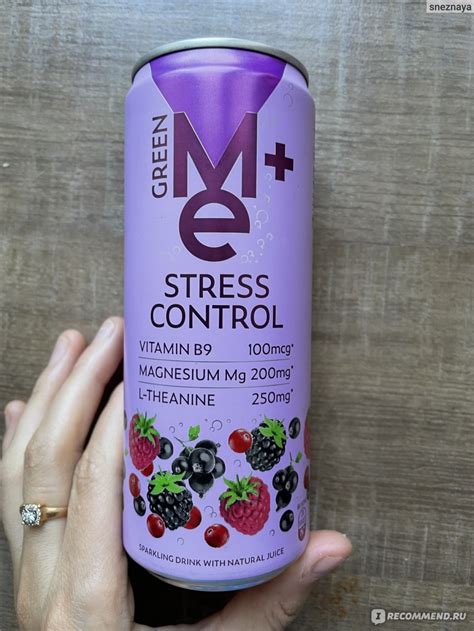 sneznaya
GREEN
Me+
STRESS
CONTROL
VITAMIN B9 100mcg*
MAGNESIUM Mg 200mg*
L-THEANINE 250mg*
SPARKLING DRINK WITH NATURAL JUICE
IRECOMMEND.RU